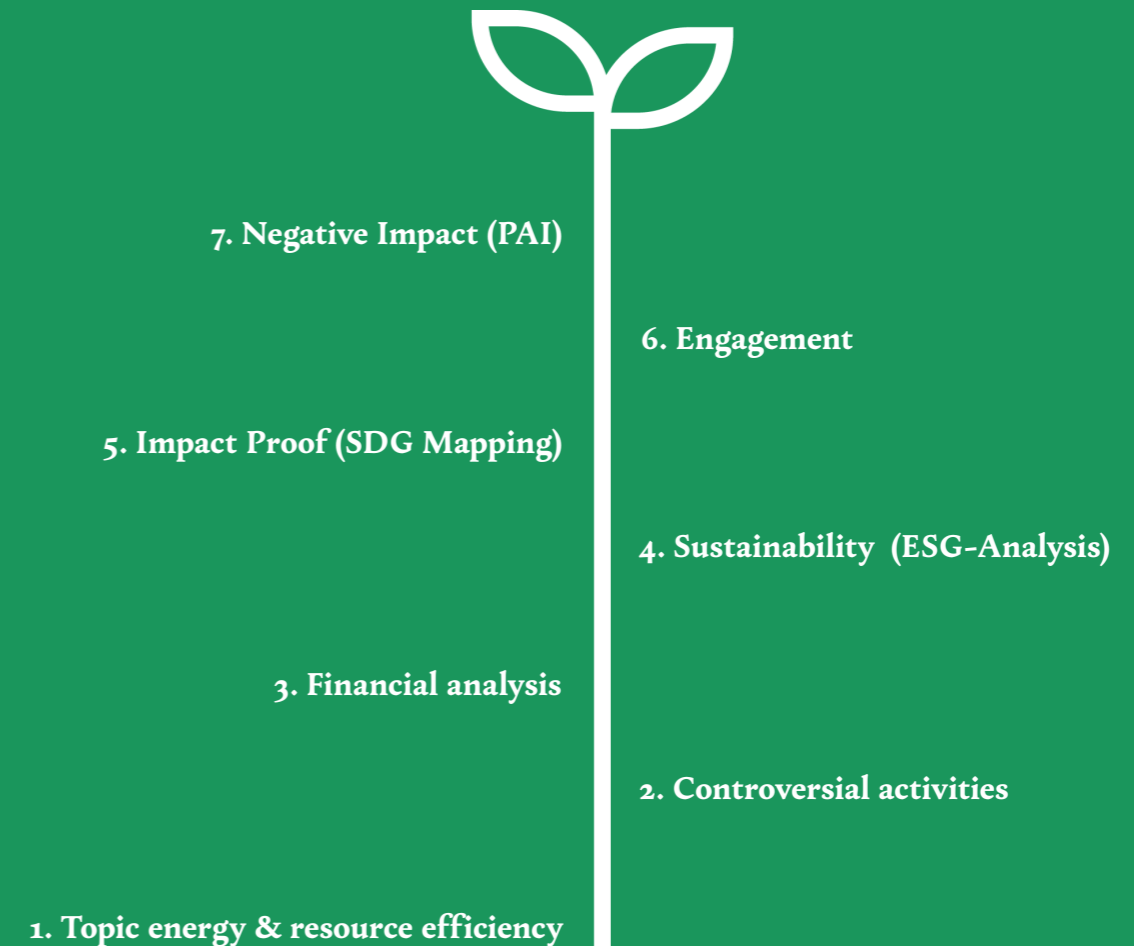 7. Negative Impact (PAI)
6. Engagement
5. Impact Proof (SDG Mapping)
4. Sustainability (ESG-Analysis)
3. Financial analysis
2. Controversial activities
1. Topic energy & resource efficiency